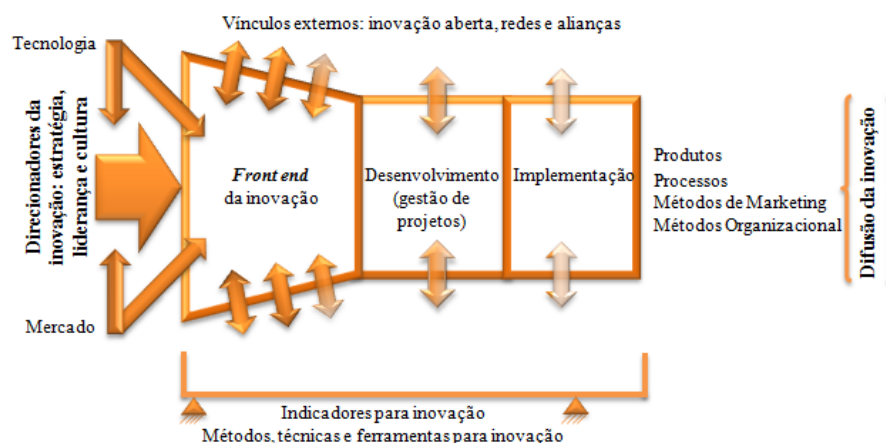 Vínculos externos: inovação aberta, redes e alianças
Tecnologia
Direcionadores da
inovação: estratégia,
liderança e cultura
Front end
da inovação
Desenvolvimento
(gestão de
projetos)
Implementação
Produtos
Processos
Métodos de Marketing
Métodos Organizacional
Difusão da inovação
Mercado
Indicadores para inovação
Métodos, técnicas e ferramentas para inovação